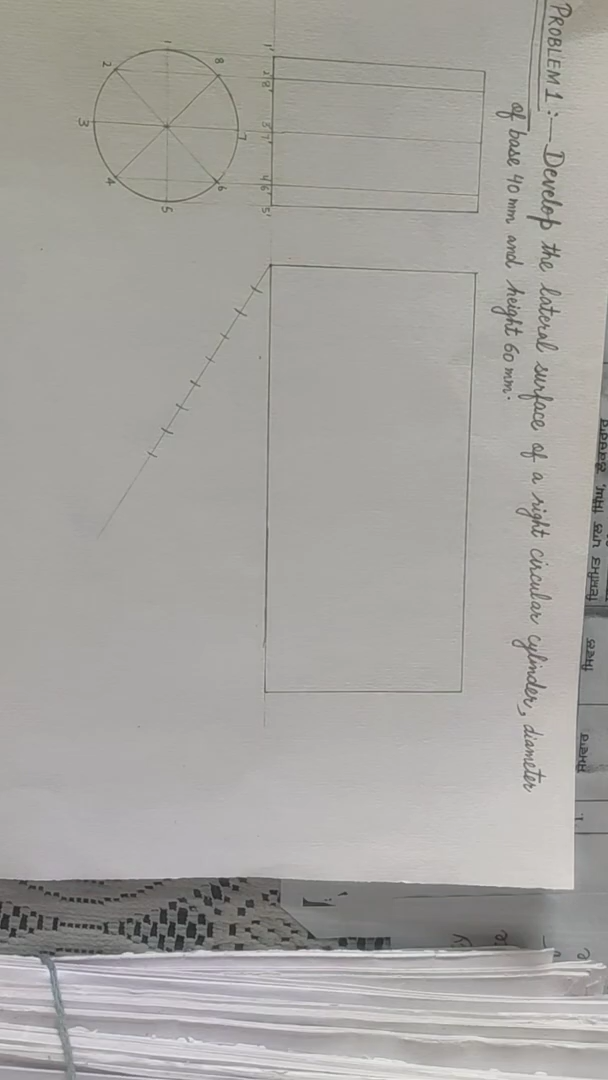 PROBLEM 1 :— Develop the lateral surface of a right circular cylinder, diameter
of base 40 mm and height 60 mm.
1' 2' 8' 3' 7' 4' 6' 5'
1
2
8
3
7
4
6
5